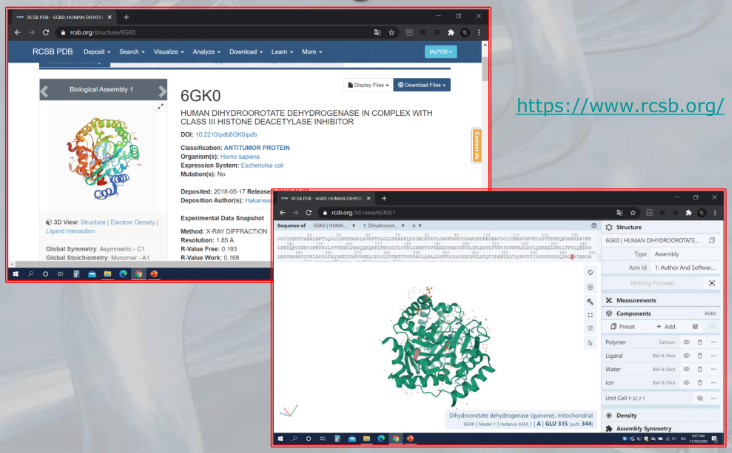 RCSB PDB - 6GK0: HUMAN DIHYDRO
rcsb.org/structure/6GK0
RCSB PDB Deposit Search Visualize Analyze Download Learn More MyPDB
Biological Assembly 1
Display Files Download Files
6GK0
HUMAN DIHYDROOROTATE DEHYDROGENASE IN COMPLEX WITH
CLASS III HISTONE DEACETYLASE INHIBITOR
DOI: 10.2210/pdb6GK0/pdb
Classification: ANTITUMOR PROTEIN
Organism(s): Homo sapiens
Expression System: Escherichia coli
Mutation(s): No
Contact Us
Deposited: 2018-05-17
Deposition Author(s):
3D View: Structure | Electron Density |
Ligand Interaction
Global Symmetry: Asymmetric - C1
Global Stoichiometry: Monomer - A1
Experimental Data Snapshot
Method: X-RAY DIFFRACTION
Resolution: 1.85 Å
R-Value Free: 0.193
R-Value Work: 0.168
https://www.rcsb.org/
RCSB PDB - 6GK0: HUMAN DIHYDRO
rcsb.org/3d-view/6GK0/1
Sequence of 6GK0 | HUMA... 1: Dihydroorot... A
Structure
6GK0 | HUMAN DIHYDROOROTATE...
Type Assembly
Asm Id 1: Author And Softwar...
Nothing Focused
Measurements
Components 6GK0
Preset + Add
Polymer Cartoon
Ligand Ball & Stick
Water Ball & Stick
Ion Ball & Stick
Unit Cell P 32 2 1
Density
Assembly Symmetry
Dihydroorotate dehydrogenase (quinone), mitochondrial
6GK0 | Model 1 | Instance ASM_1 | A | GLU 315 (auth 344)